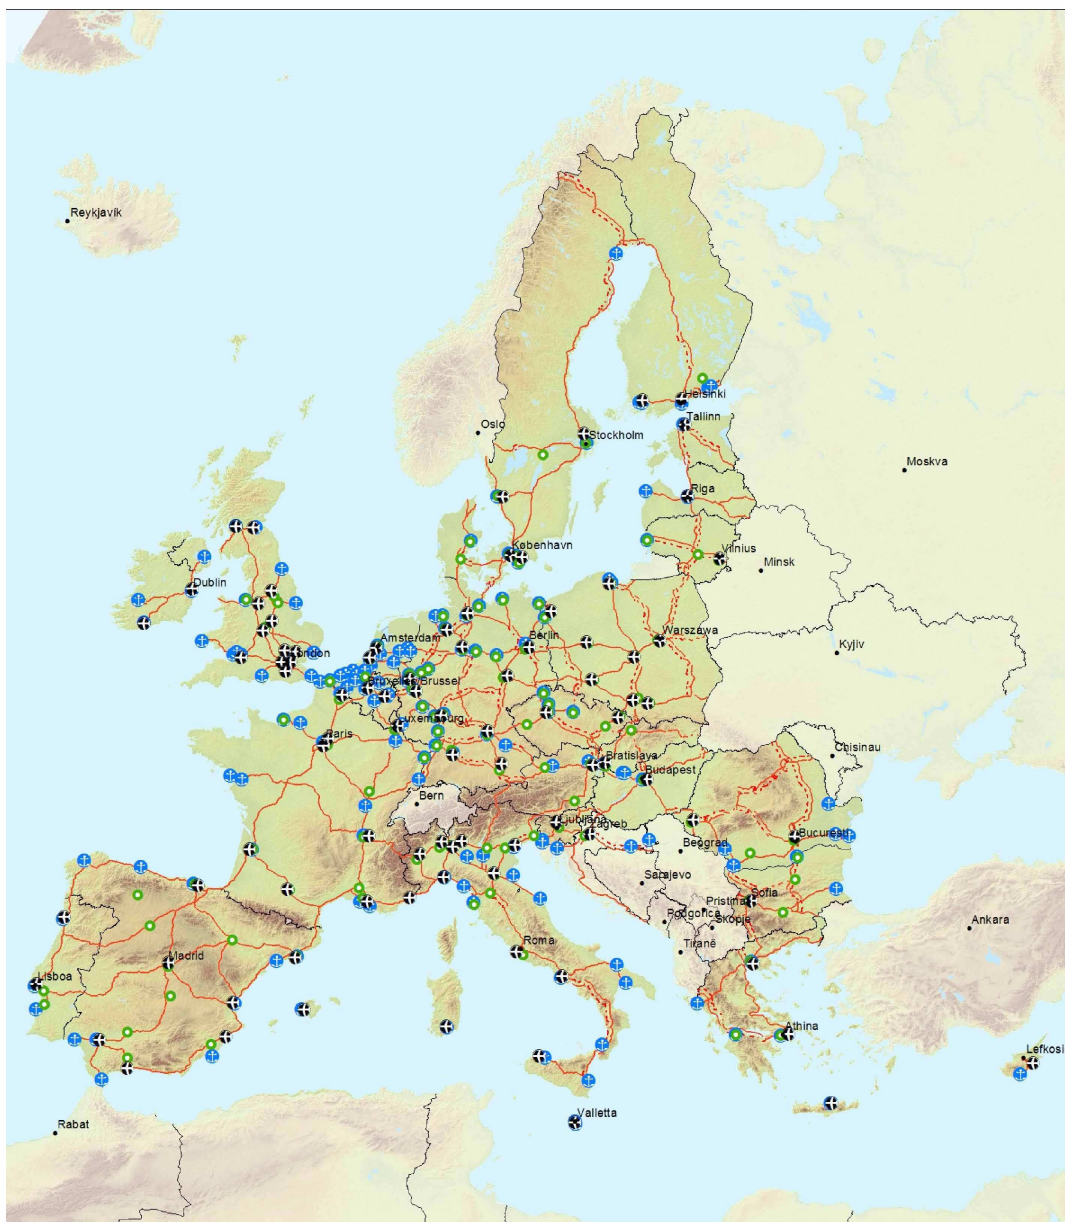 Reykjavík
Oslo
Helsinki
Tallinn
Stockholm
Moskva
Riga
København
Vilnius
Minsk
Dublin
Amsterdam
Berlin
Warszawa
Kyjiv
London
Bruxelles/Brussel
Luxembourg
Paris
Bratislava
Chisinau
Budapest
Bern
Ljubljana
Zagreb
Bucuresti
Beograd
Sarajevo
Sofia
Pristina
Podgorica
Skopje
Ankara
Roma
Tiranë
Madrid
Lisboa
Athina
Lefkosi
Valletta
Rabat